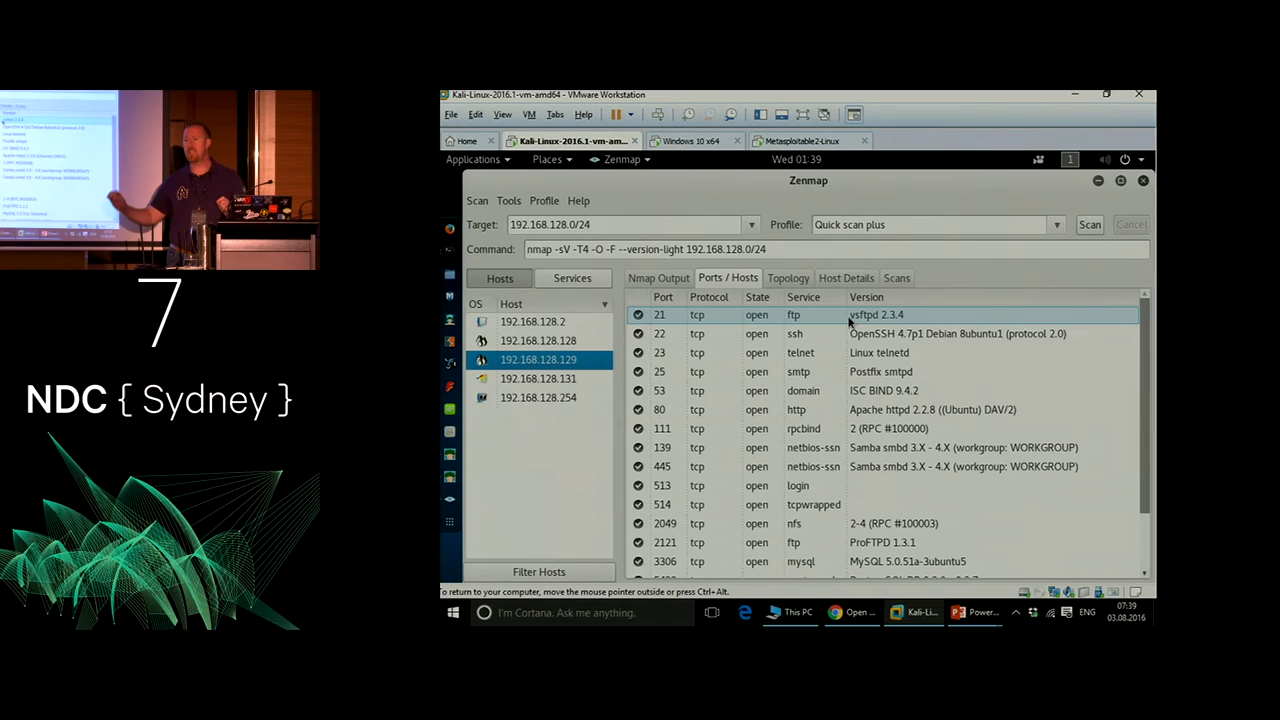 7
NDC { Sydney }
Kali-Linux-2016.1-vm-amd64 - VMware Workstation
File Edit View VM Tabs Help
Home Kali-Linux-2016.1-vm-am... Windows 10 x64 Metasploitable2-Linux
Applications Places Zenmap Wed 01:39 1
Zenmap
Scan Tools Profile Help
Target: 192.168.128.0/24 Profile: Quick scan plus Scan Cancel
Command: nmap -sV -T4 -O -F --version-light 192.168.128.0/24
Hosts Services Nmap Output Ports / Hosts Topology Host Details Scans
OS Host Port Protocol State Service Version
192.168.128.2
192.168.128.128
192.168.128.129
192.168.128.131
192.168.128.254
21 tcp open ftp vsftpd 2.3.4
22 tcp open ssh OpenSSH 4.7p1 Debian 8ubuntu1 (protocol 2.0)
23 tcp open telnet Linux telnetd
25 tcp open smtp Postfix smtpd
53 tcp open domain ISC BIND 9.4.2
80 tcp open http Apache httpd 2.2.8 ((Ubuntu) DAV/2)
111 tcp open rpcbind 2 (RPC #100000)
139 tcp open netbios-ssn Samba smbd 3.X - 4.X (workgroup: WORKGROUP)
445 tcp open netbios-ssn Samba smbd 3.X - 4.X (workgroup: WORKGROUP)
513 tcp open login
514 tcp open tcpwrapped
2049 tcp open nfs 2-4 (RPC #100003)
2121 tcp open ftp ProFTPD 1.3.1
3306 tcp open mysql MySQL 5.0.51a-3ubuntu5
Filter Hosts
o return to your computer, move the mouse pointer outside or press Ctrl+Alt.
I'm Cortana. Ask me anything. This PC Open ... Kali-Li... Power... ENG 07:39
03.08.2016